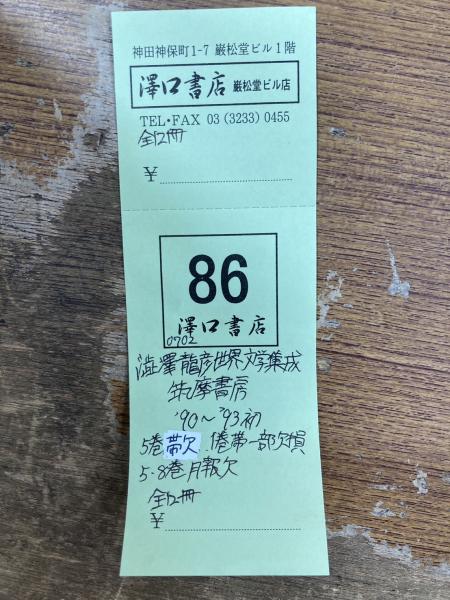 神田神保町1-7 巌松堂ビル1階
澤口書店 巌松堂ビル店
TEL・FAX 03 (3233) 0455
全12冊
¥
86
澤口書店
0702
澁澤龍彦世界文学集成
筑摩書房
'90～'93初
5巻帯欠、巻帯一部欠損
5・8巻月報欠
全12冊
¥